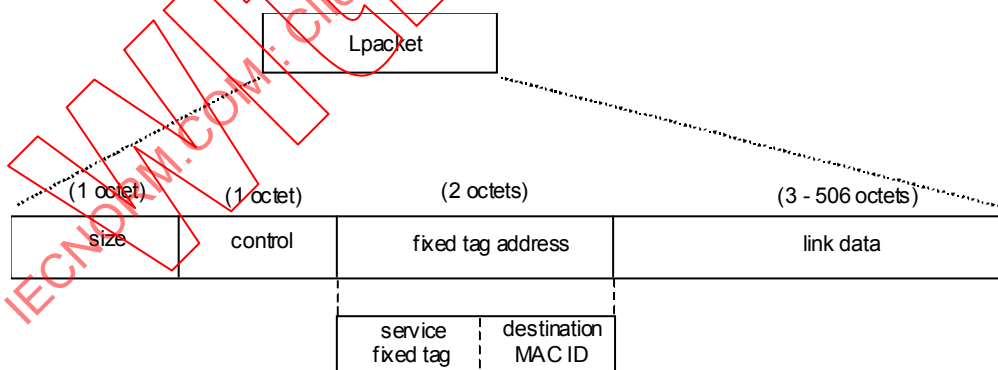 Lpacket
(1 octet)
(1 octet)
(2 octets)
(3 - 506 octets)
size
control
fixed tag address
link data
service
fixed tag
destination
MAC ID
IECNORM.COM : Clic